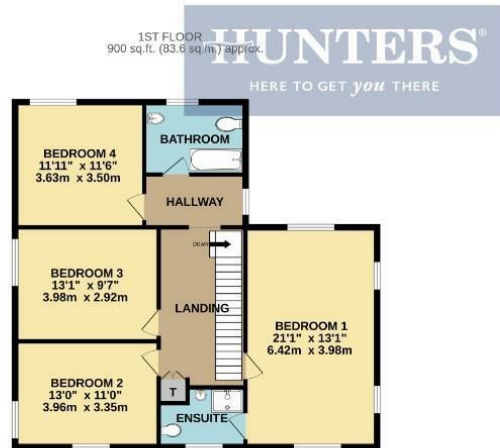 1ST FLOOR
900 sq.ft. (83.6 sq.m.) approx.
HUNTERS®
HERE TO GET you THERE
BATHROOM
BEDROOM 4
11'11" x 11'6"
3.63m x 3.50m
HALLWAY
DOWN
BEDROOM 3
13'1" x 9'7"
3.98m x 2.92m
LANDING
BEDROOM 1
21'1" x 13'1"
6.42m x 3.98m
BEDROOM 2
13'0" x 11'0"
3.96m x 3.35m
T
ENSUITE